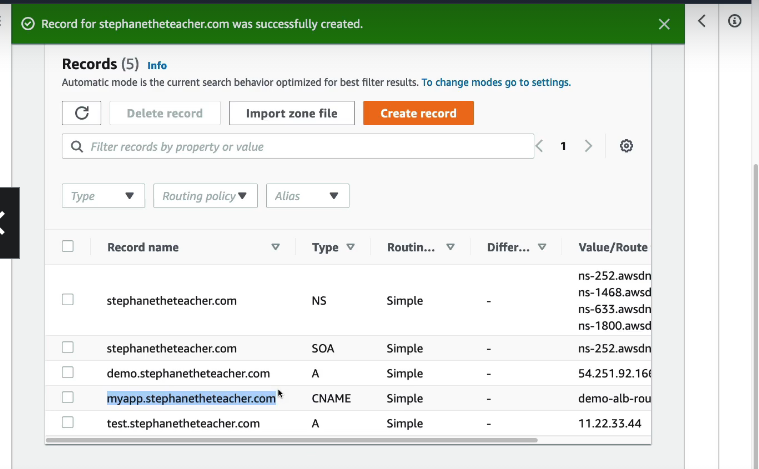 Record for stephanetheteacher.com was successfully created.
Records (5) Info
Automatic mode is the current search behavior optimized for best filter results. To change modes go to settings.
Delete record Import zone file Create record
Filter records by property or value 1
Type Routing policy Alias
Record name Type Routin... Differ... Value/Route
ns-252.awsdn
ns-1468.awsd
stephanetheteacher.com NS Simple -
ns-633.awsdn
ns-1800.awsd
stephanetheteacher.com SOA Simple - ns-252.awsdn
demo.stephanetheteacher.com A Simple - 54.251.92.166
myapp.stephanetheteacher.com CNAME Simple - demo-alb-rou
test.stephanetheteacher.com A Simple - 11.22.33.44